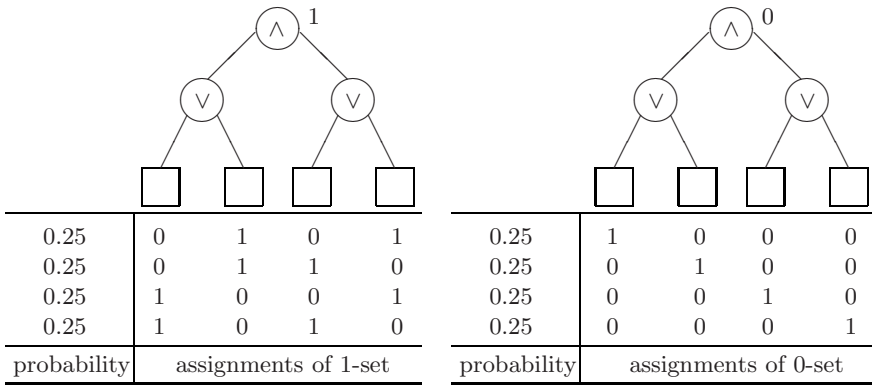 ∧ 1
∨ ∨
0.25 0 1 0 1
0.25 0 1 1 0
0.25 1 0 0 1
0.25 1 0 1 0
probability assignments of 1-set
∧ 0
∨ ∨
0.25 1 0 0 0
0.25 0 1 0 0
0.25 0 0 1 0
0.25 0 0 0 1
probability assignments of 0-set